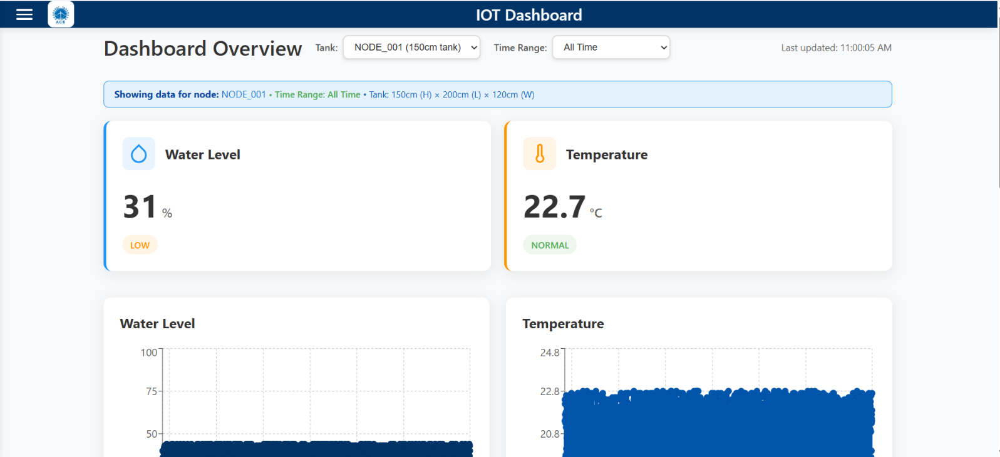 ACE
IOT Dashboard
Dashboard Overview
Tank: NODE_001 (150cm tank)
Time Range: All Time
Last updated: 11:00:05 AM
Showing data for node: NODE_001 • Time Range: All Time • Tank: 150cm (H) × 200cm (L) × 120cm (W)
Water Level
31 %
LOW
Temperature
22.7 °C
NORMAL
Water Level
100
75
50
Temperature
24.8
22.8
20.8